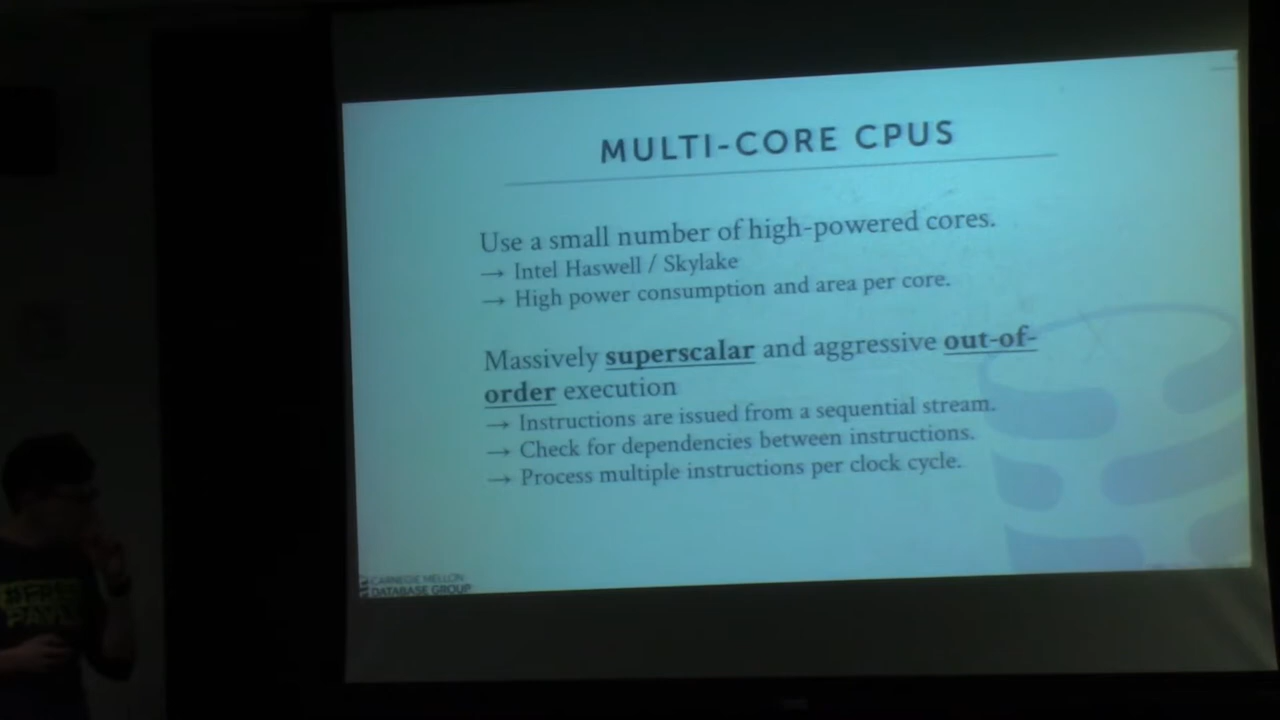 MULTI-CORE CPUS
Use a small number of high-powered cores.
→ Intel Haswell / Skylake
→ High power consumption and area per core.
Massively superscalar and aggressive out-of-
order execution
→ Instructions are issued from a sequential stream.
→ Check for dependencies between instructions.
→ Process multiple instructions per clock cycle.
CARNEGIE MELLON
DATABASE GROUP
#FREE